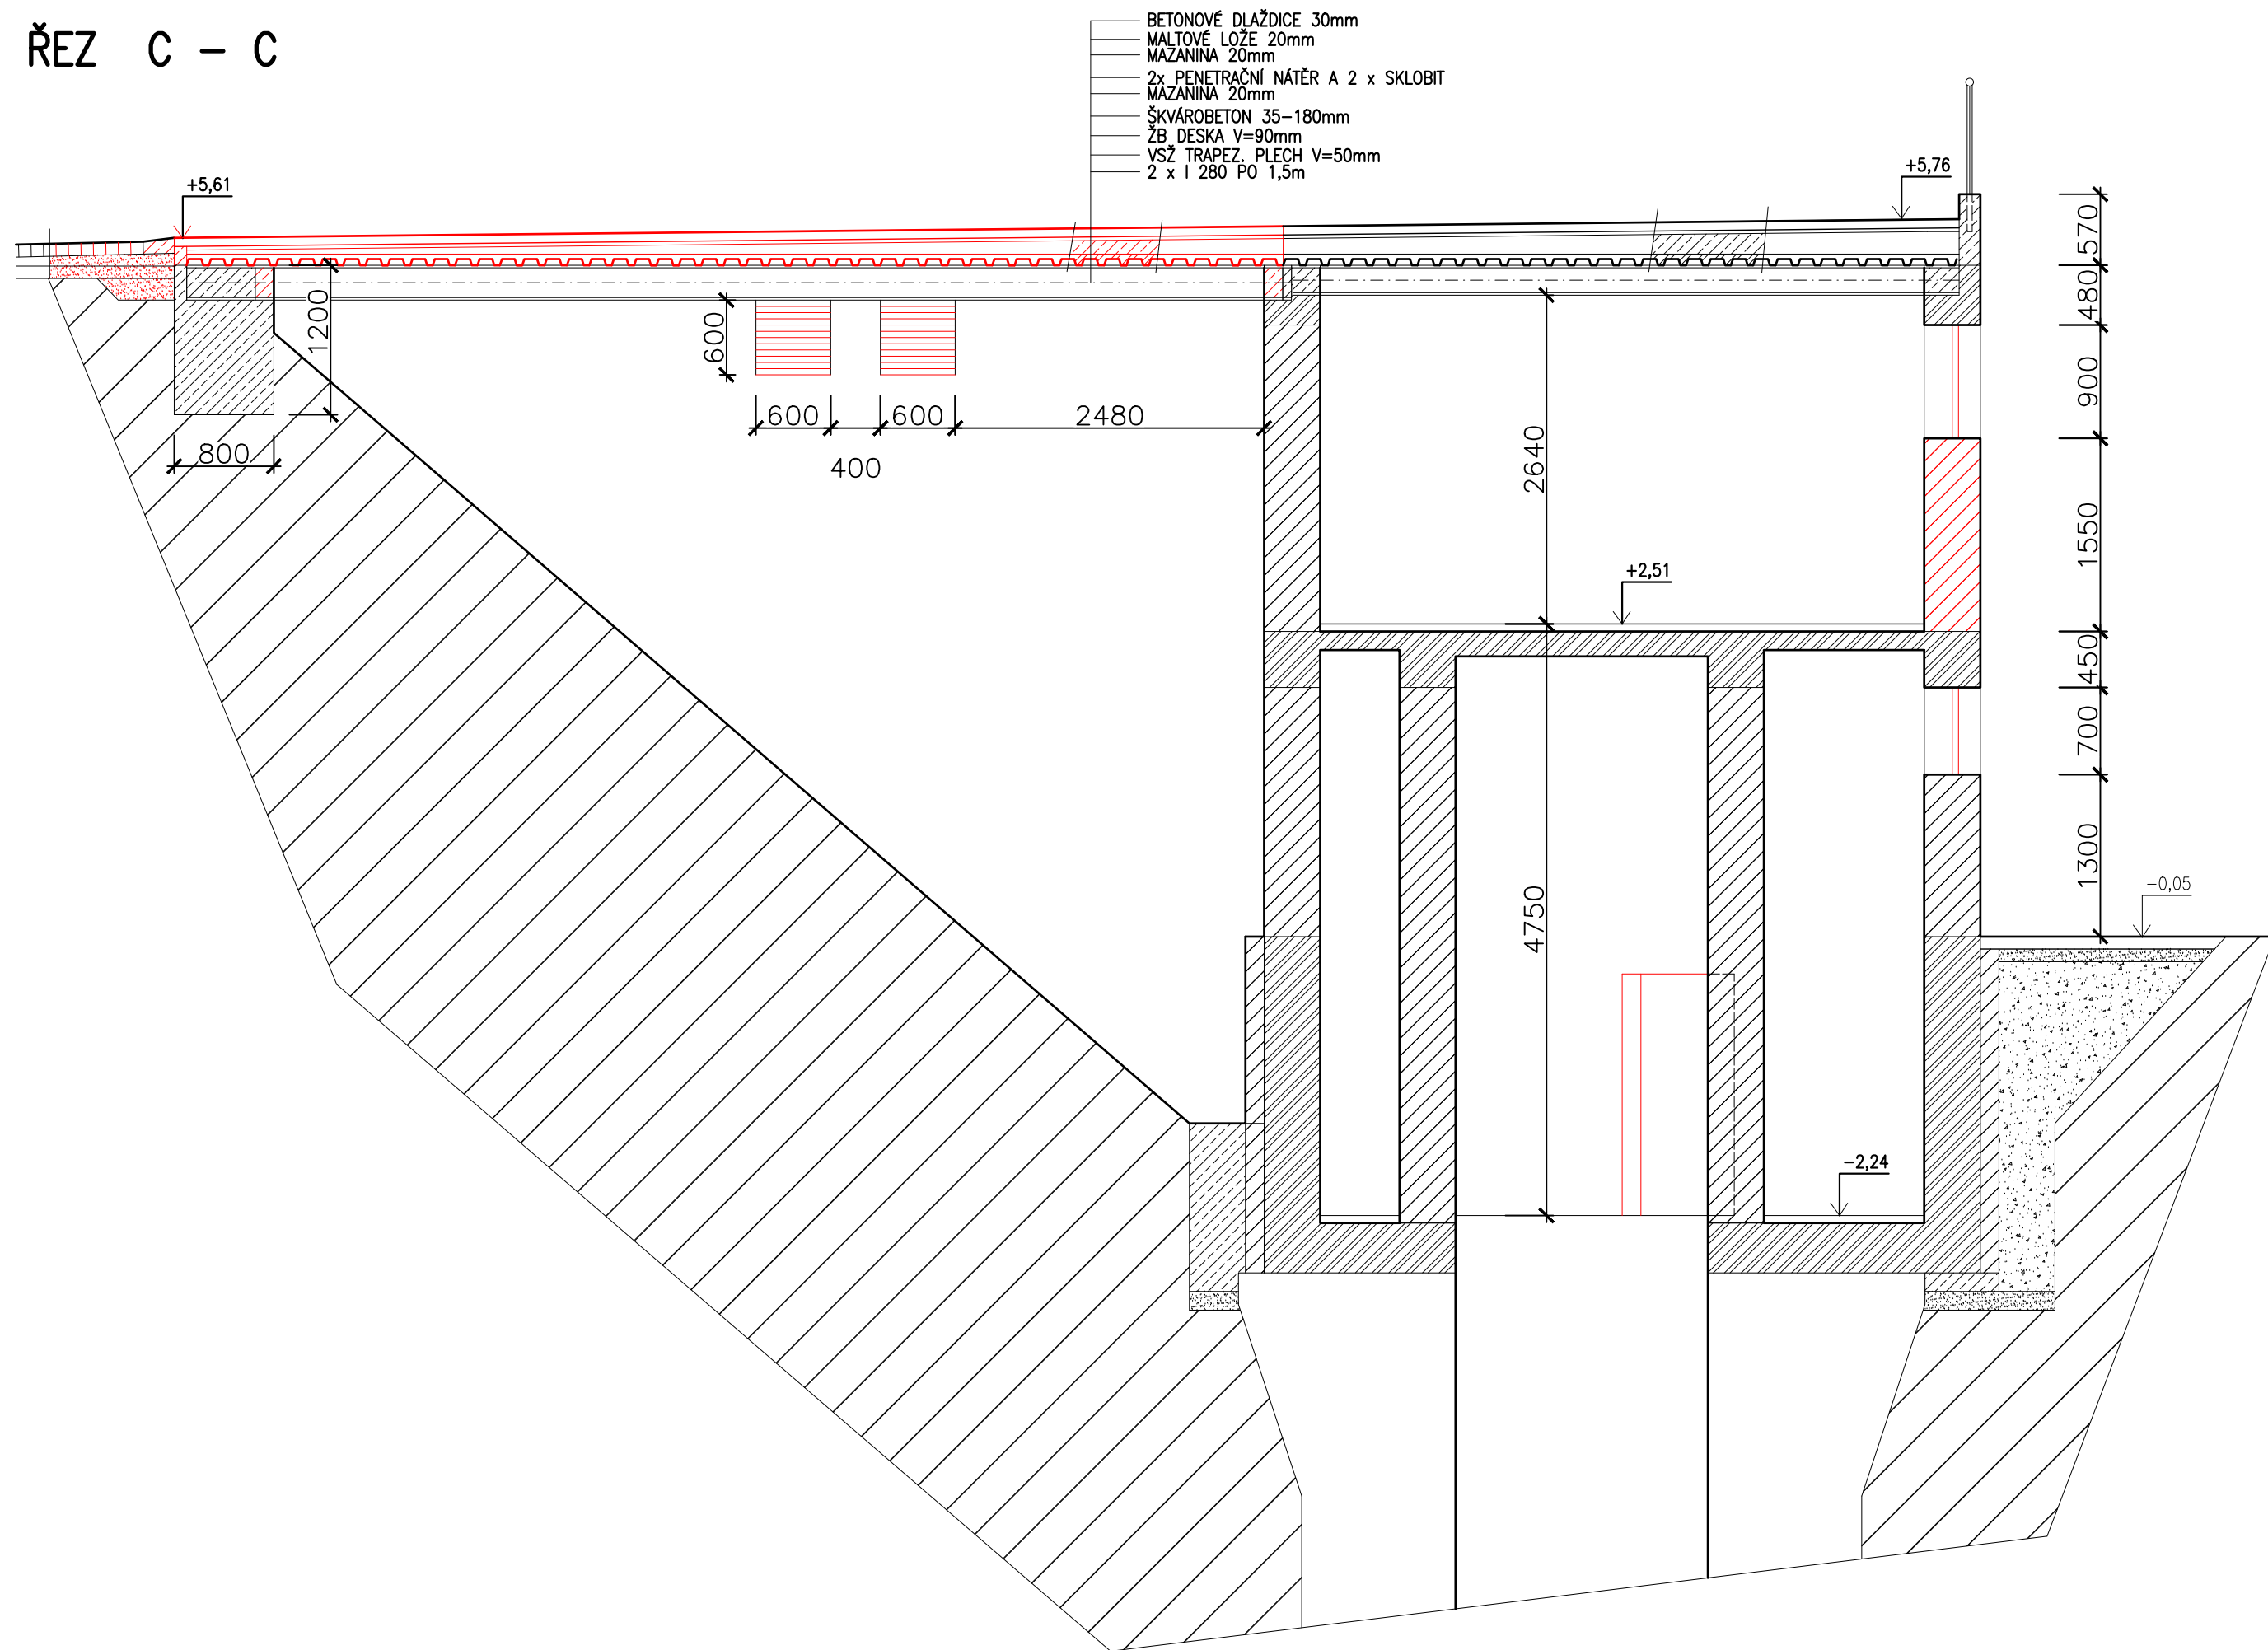 ŘEZ C – C
BETONOVÉ DLAŽDICE 30mm
MALTOVÉ LOŽE 20mm
MAZANINA 20mm
2x PENETRAČNÍ NÁTĚR A 2 x SKLOBIT
MAZANINA 20mm
ŠKVÁROBETON 35–180mm
ŽB DESKA V=90mm
VSŽ TRAPEZ. PLECH V=50mm
2 x I 280 PO 1,5m
+5,61
+5,76
570
480
1200
600
900
600
600
2480
800
400
2640
1550
+2,51
450
700
1300
4750
–0,05
–2,24